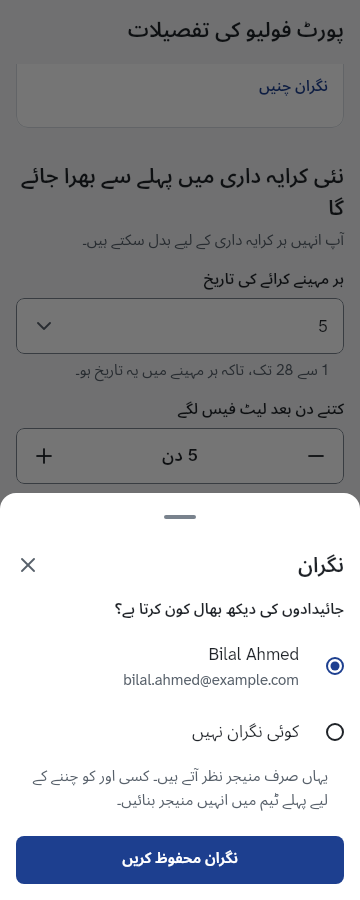 پورٹ فولیو کی تفصیلات
نگران چنیں
نئی کرایہ داری میں پہلے سے بھرا جائے
گا
آپ انہیں ہر کرایہ داری کے لیے بدل سکتے ہیں۔
ہر مہینے کرائے کی تاریخ
5
1 سے 28 تک، تاکہ ہر مہینے میں یہ تاریخ ہو۔
کتنے دن بعد لیٹ فیس لگے
5 دن
نگران
جائیدادوں کی دیکھ بھال کون کرتا ہے؟
Bilal Ahmed
bilal.ahmed@example.com
کوئی نگران نہیں
یہاں صرف منیجر نظر آتے ہیں۔ کسی اور کو چننے کے
لیے پہلے ٹیم میں انہیں منیجر بنائیں۔
نگران محفوظ کریں